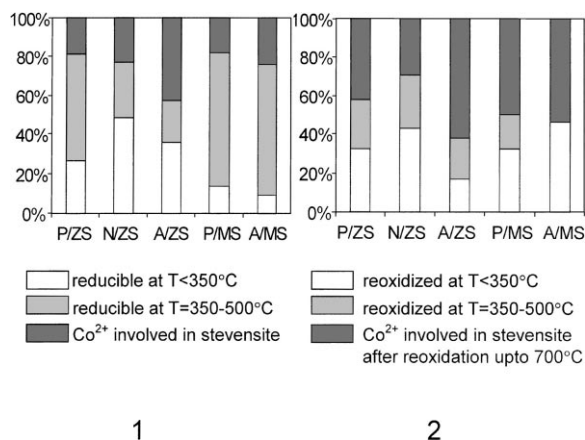 100%
80%
60%
40%
20%
0%
P/ZS N/ZS A/ZS P/MS A/MS
reducible at T<350°C
reducible at T=350-500°C
Co²⁺ involved in stevensite
1
100%
80%
60%
40%
20%
0%
P/ZS N/ZS A/ZS P/MS A/MS
reoxidized at T<350°C
reoxidized at T=350-500°C
Co²⁺ involved in stevensite
after reoxidation upto 700°C
2